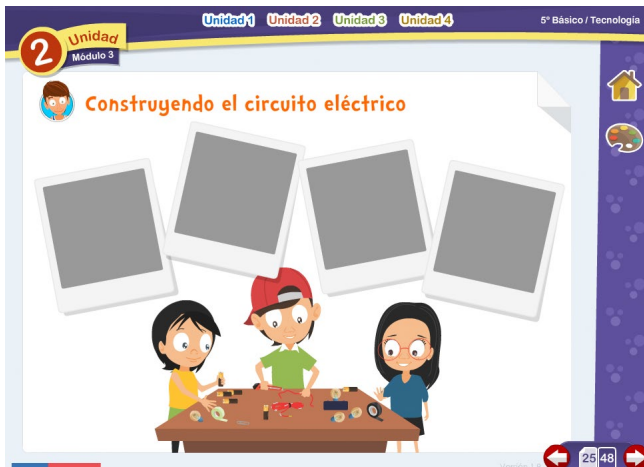 Unidad 1 Unidad 2 Unidad 3 Unidad 4
5° Básico / Tecnología
2 Unidad
Módulo 3
Construyendo el circuito eléctrico
25 48